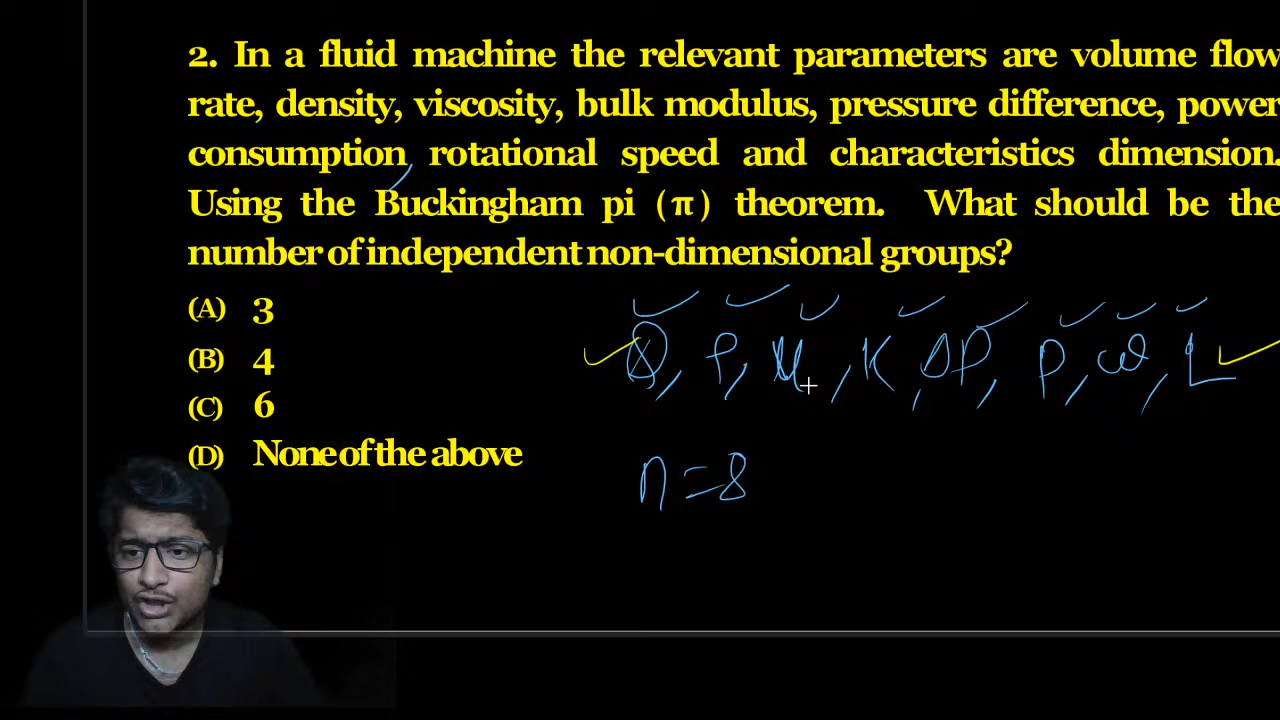 2. In a fluid machine the relevant parameters are volume flow
rate, density, viscosity, bulk modulus, pressure difference, power
consumption rotational speed and characteristics dimension.
Using the Buckingham pi (π) theorem. What should be the
number of independent non-dimensional groups?
(A) 3
(B) 4
(C) 6
(D) None of the above
Q, ρ, μ, K, ΔP, P, ω, L
n = 8